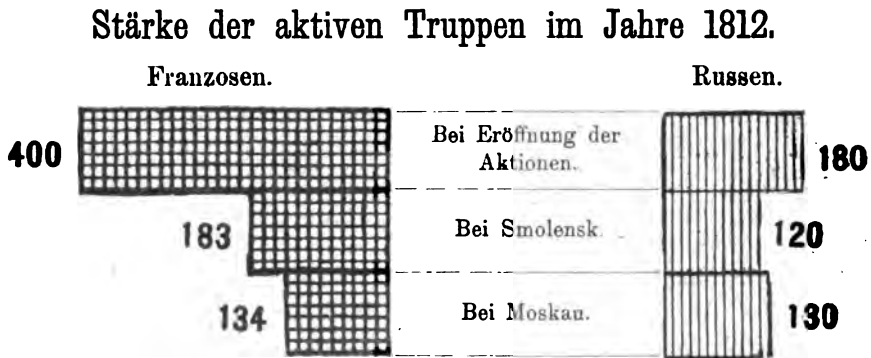 Stärke der aktiven Truppen im Jahre 1812.
Franzosen. Russen.
400 Bei Eröffnung der Aktionen. 180
183 Bei Smolensk. 120
134 Bei Moskau. 130